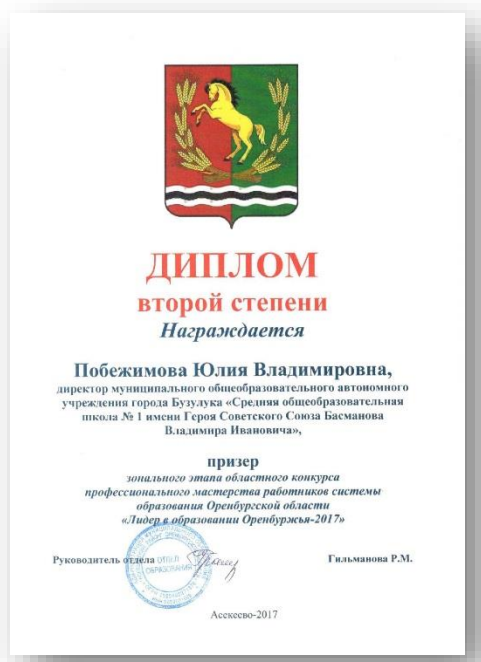 ДИПЛОМ
второй степени
Награждается
Побежимова Юлия Владимировна,
директор муниципального общеобразовательного автономного
учреждения города Бузулука «Средняя общеобразовательная
школа № 1 имени Героя Советского Союза Басманова
Владимира Ивановича»,
призер
зонального этапа областного конкурса
профессионального мастерства работников системы
образования Оренбургской области
«Лидер в образовании Оренбуржья-2017»
Руководитель отдела
ОТДЕЛ
ОБРАЗОВАНИЯ
Гильманова Р.М.
Асекеево-2017